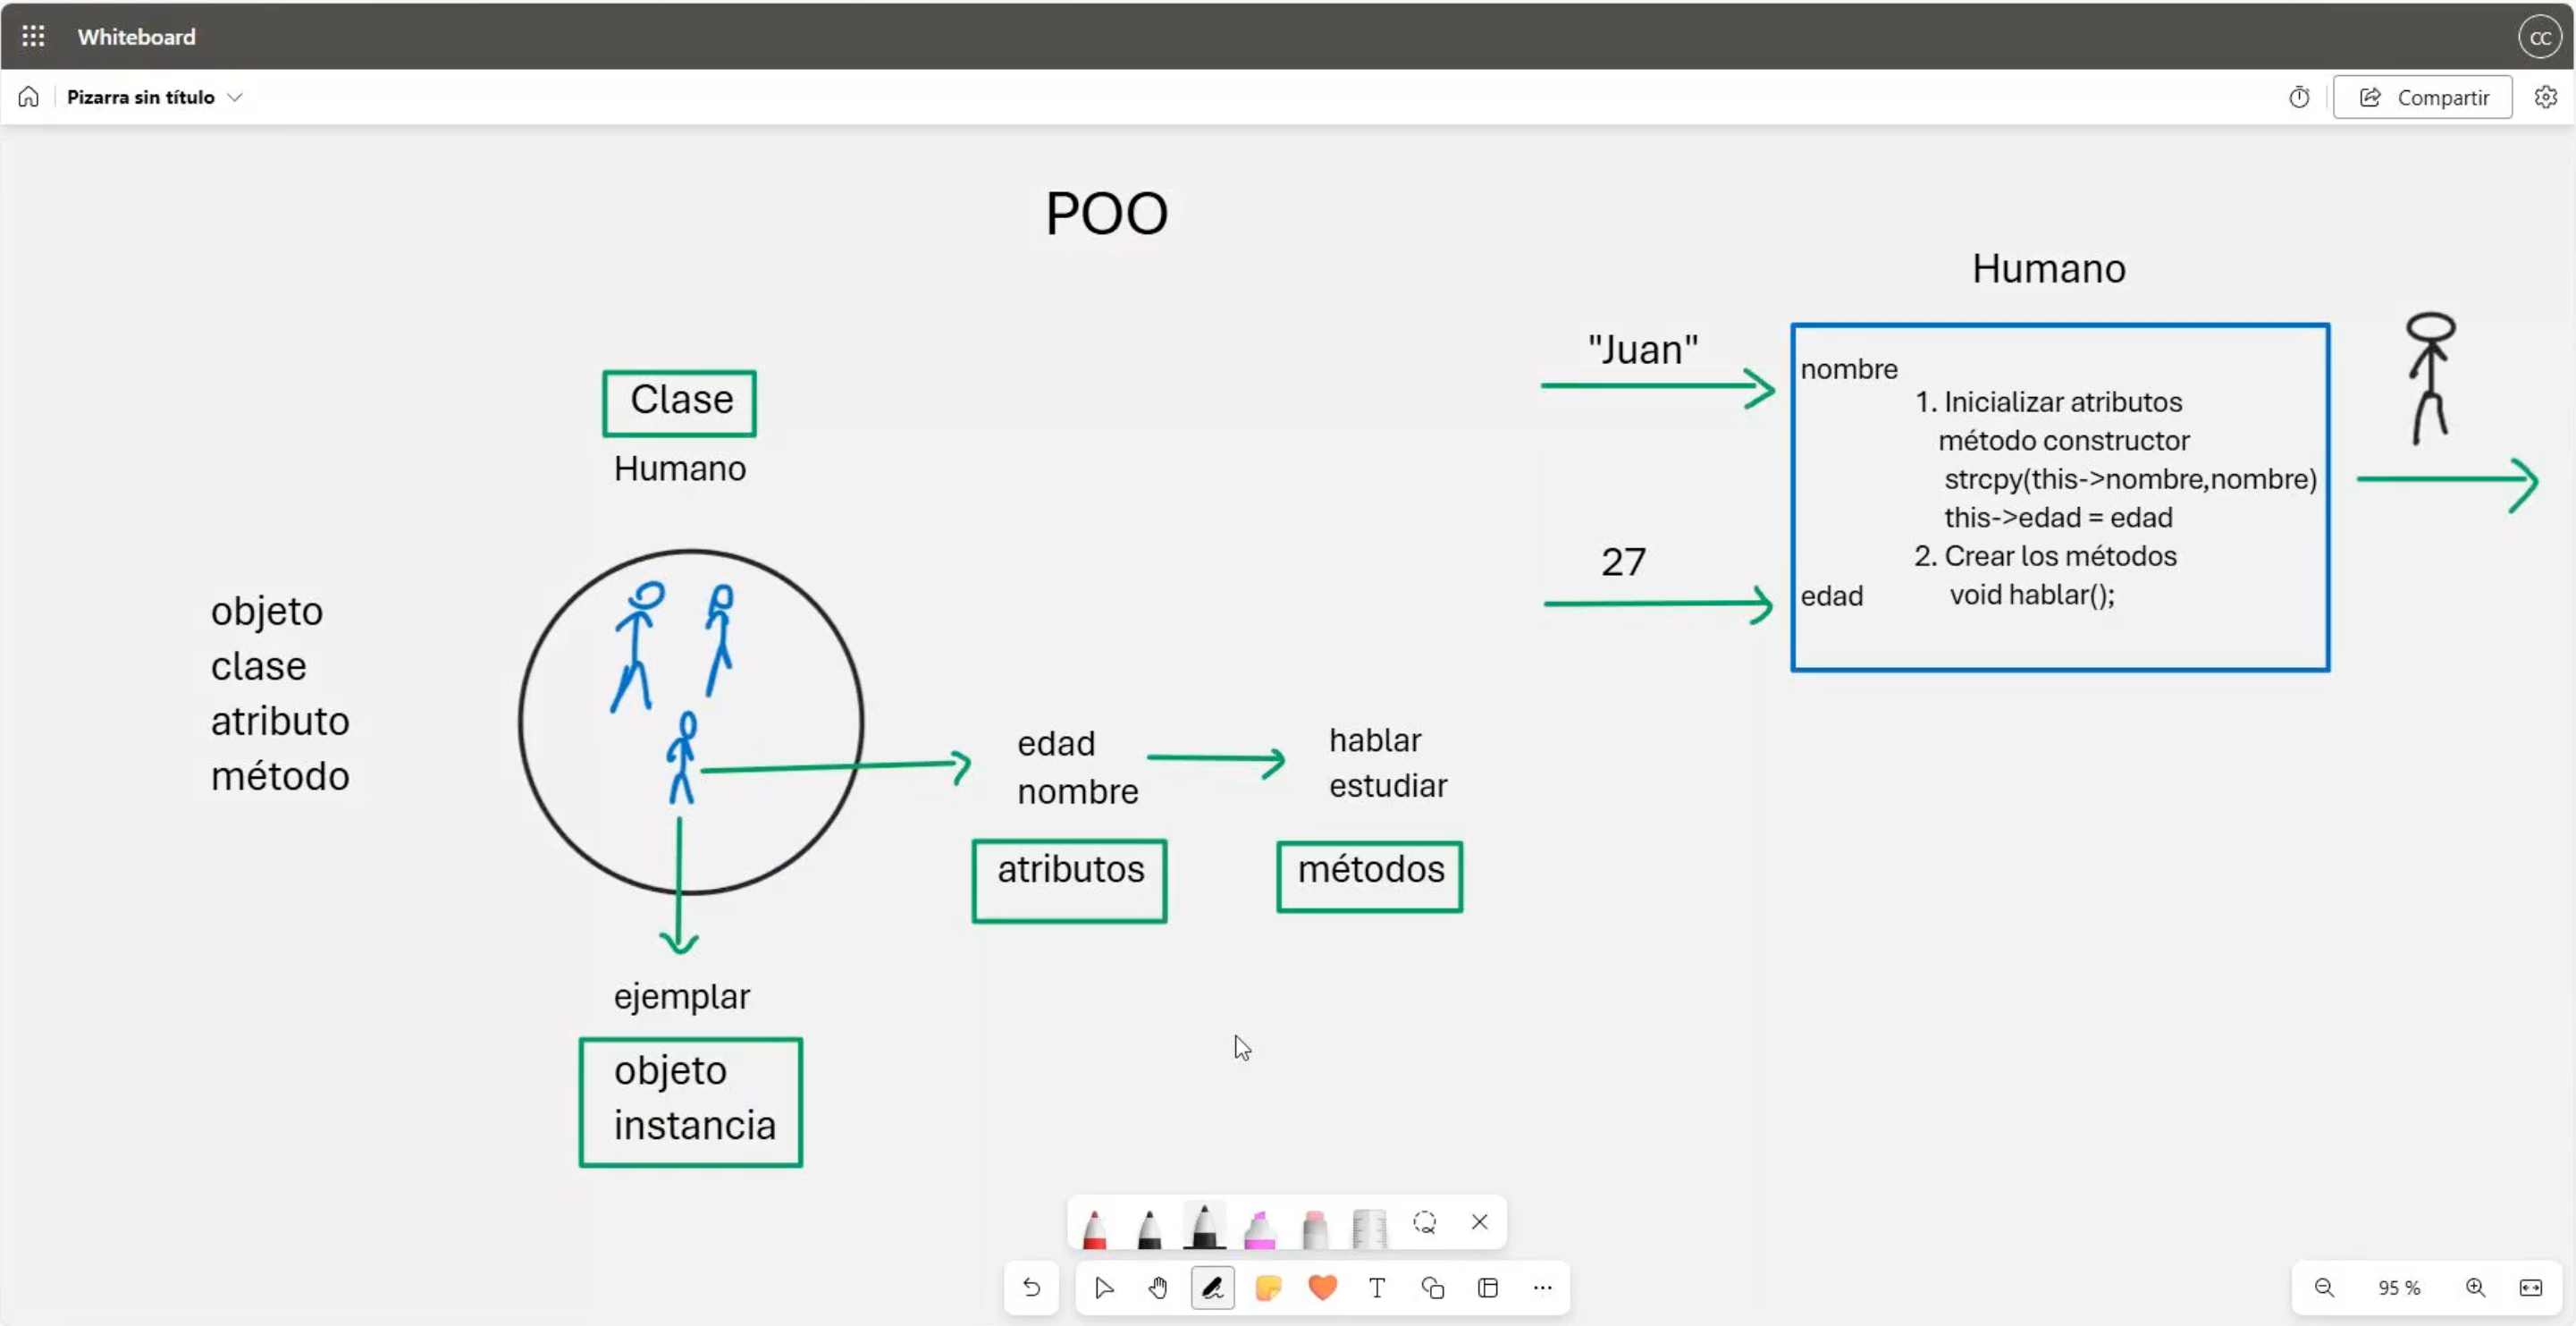 Whiteboard
CC
Pizarra sin título
Compartir
POO
Clase
Humano
objeto
clase
atributo
método
edad
nombre
atributos
hablar
estudiar
métodos
ejemplar
objeto
instancia
Humano
"Juan"
27
nombre
1. Inicializar atributos
método constructor
strcpy(this->nombre,nombre)
this->edad = edad
2. Crear los métodos
void hablar();
edad
T
95 %